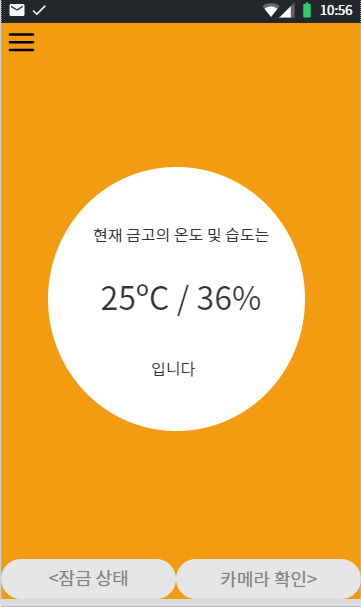 10:56
현재 금고의 온도 및 습도는
25ºC / 36%
입니다
<잠금 상태
카메라 확인>